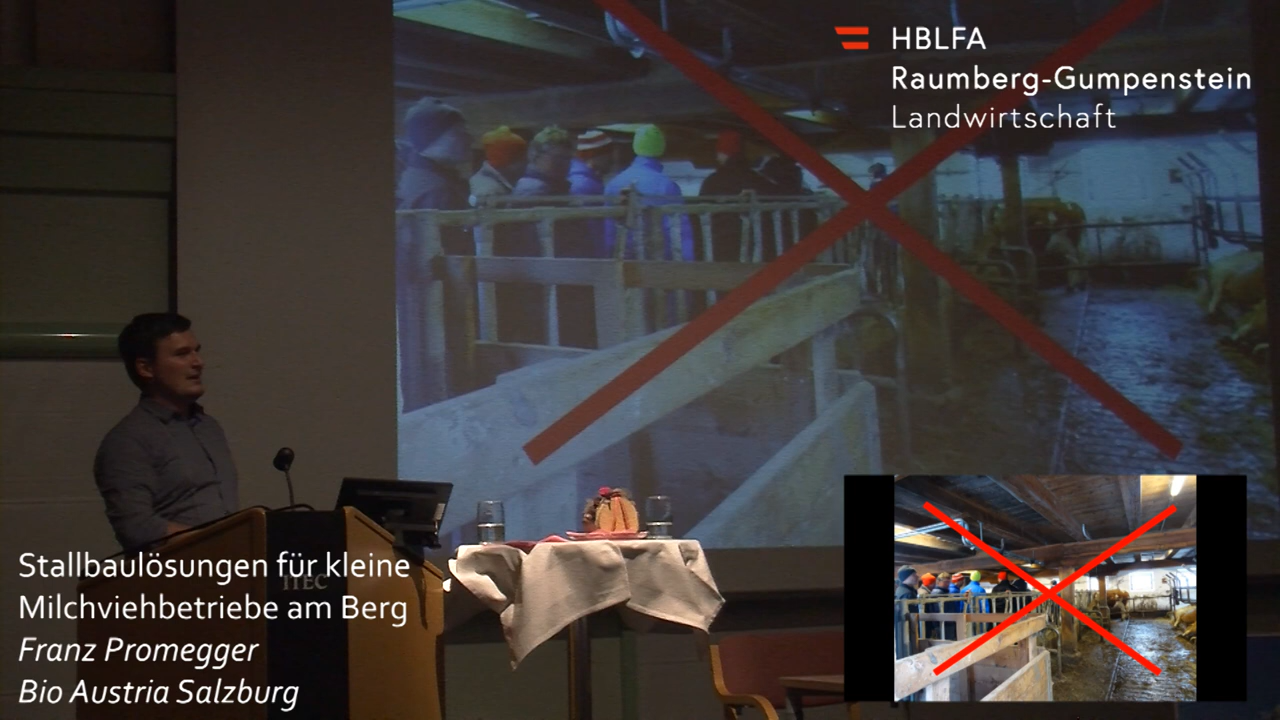 HBLFA
Raumberg-Gumpenstein
Landwirtschaft
Stallbaulösungen für kleine
Milchviehbetriebe am Berg
Franz Promegger
Bio Austria Salzburg